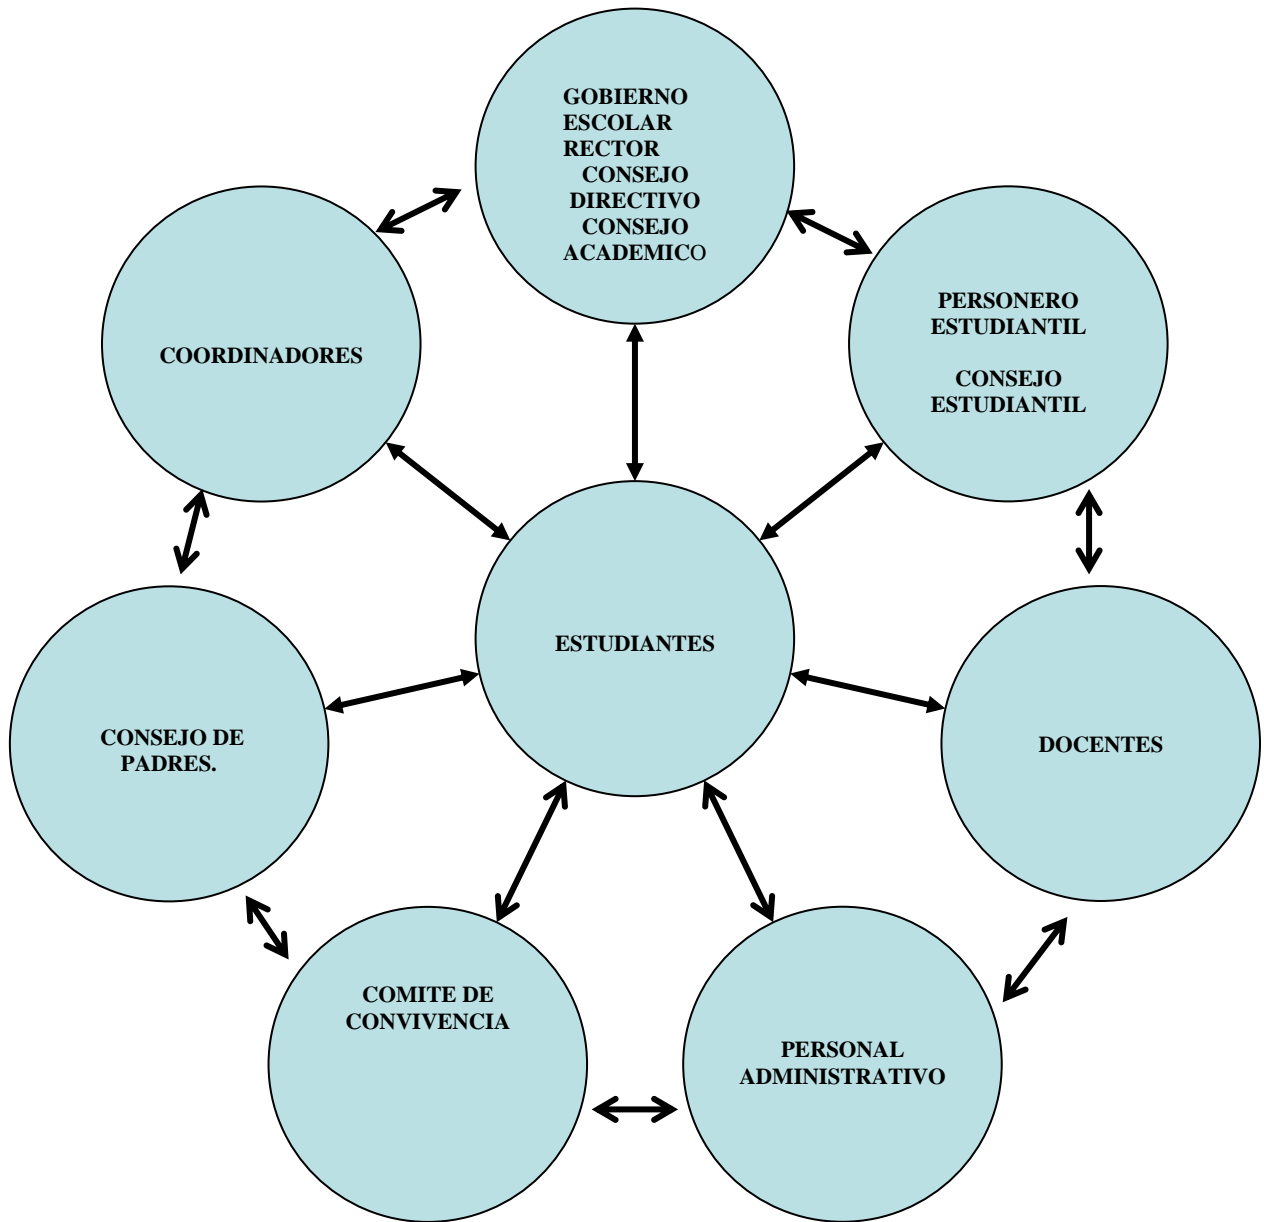 GOBIERNO
ESCOLAR
RECTOR
CONSEJO
DIRECTIVO
CONSEJO
ACADEMICO
PERSONERO
ESTUDIANTIL
CONSEJO
ESTUDIANTIL
COORDINADORES
ESTUDIANTES
CONSEJO DE
PADRES.
DOCENTES
COMITE DE
CONVIVENCIA
PERSONAL
ADMINISTRATIVO